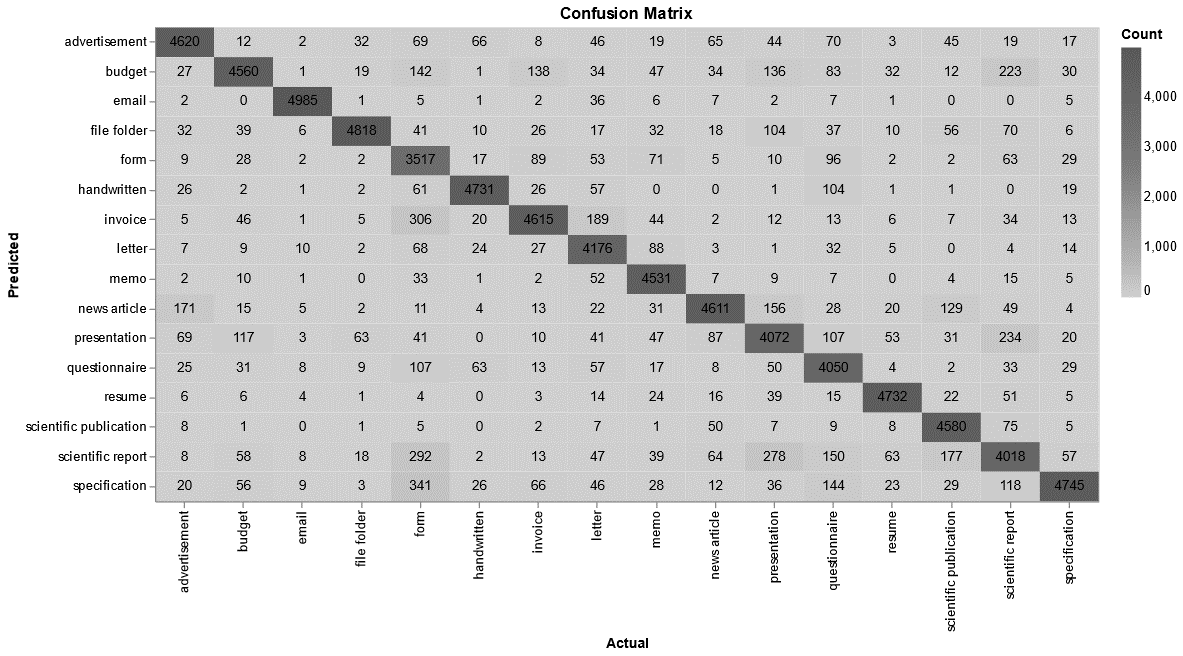 Confusion Matrix
advertisement 4620 12 2 32 69 66 8 46 19 65 44 70 3 45 19 17
budget 27 4560 1 19 142 1 138 34 47 34 136 83 32 12 223 30
email 2 0 4985 1 5 1 2 36 6 7 2 7 1 0 0 5
file folder 32 39 6 4818 41 10 26 17 32 18 104 37 10 56 70 6
form 9 28 2 2 3517 17 89 53 71 5 10 96 2 2 63 29
handwritten 26 2 1 2 61 4731 26 57 0 0 1 104 1 1 0 19
invoice 5 46 1 5 306 20 4615 189 44 2 12 13 6 7 34 13
letter 7 9 10 2 68 24 27 4176 88 3 1 32 5 0 4 14
memo 2 10 1 0 33 1 2 52 4531 7 9 7 0 4 15 5
news article 171 15 5 2 11 4 13 22 31 4611 156 28 20 129 49 4
presentation 69 117 3 63 41 0 10 41 47 87 4072 107 53 31 234 20
questionnaire 25 31 8 9 107 63 13 57 17 8 50 4050 4 2 33 29
resume 6 6 4 1 4 0 3 14 24 16 39 15 4732 22 51 5
scientific publication 8 1 0 1 5 0 2 7 1 50 7 9 8 4580 75 5
scientific report 8 58 8 18 292 2 13 47 39 64 278 150 63 177 4018 57
specification 20 56 9 3 341 26 66 46 28 12 36 144 23 29 118 4745
advertisement budget email file folder form handwritten invoice letter memo news article presentation questionnaire resume scientific publication scientific report specification
Actual
Predicted
Count
4,000
3,000
2,000
1,000
0